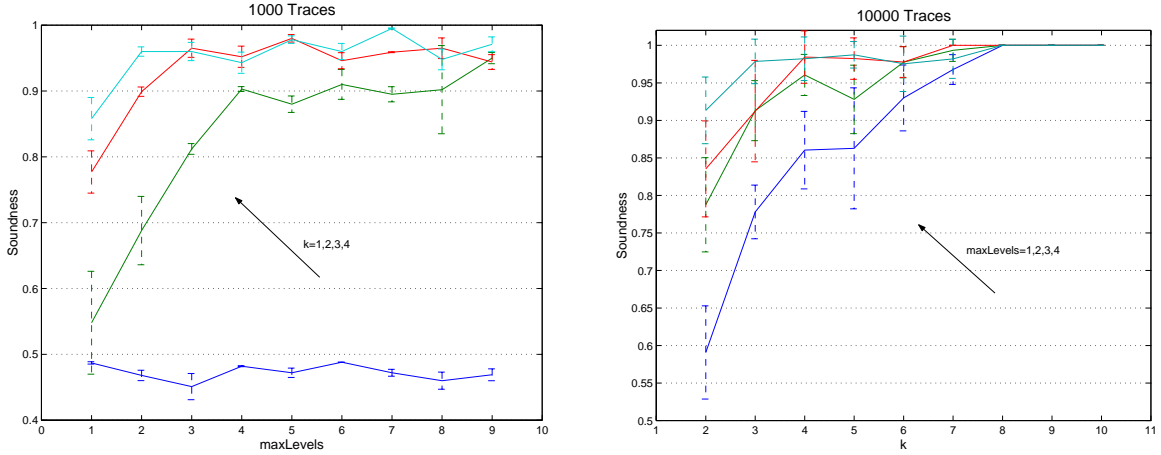 1000 Traces
1
0.9
0.8
0.7
0.6
0.5
0.4
Soundness
k=1,2,3,4
0 1 2 3 4 5 6 7 8 9 10
maxLevels
10000 Traces
1
0.95
0.9
0.85
0.8
0.75
0.7
0.65
0.6
0.55
0.5
Soundness
maxLevels=1,2,3,4
1 2 3 4 5 6 7 8 9 10 11
k